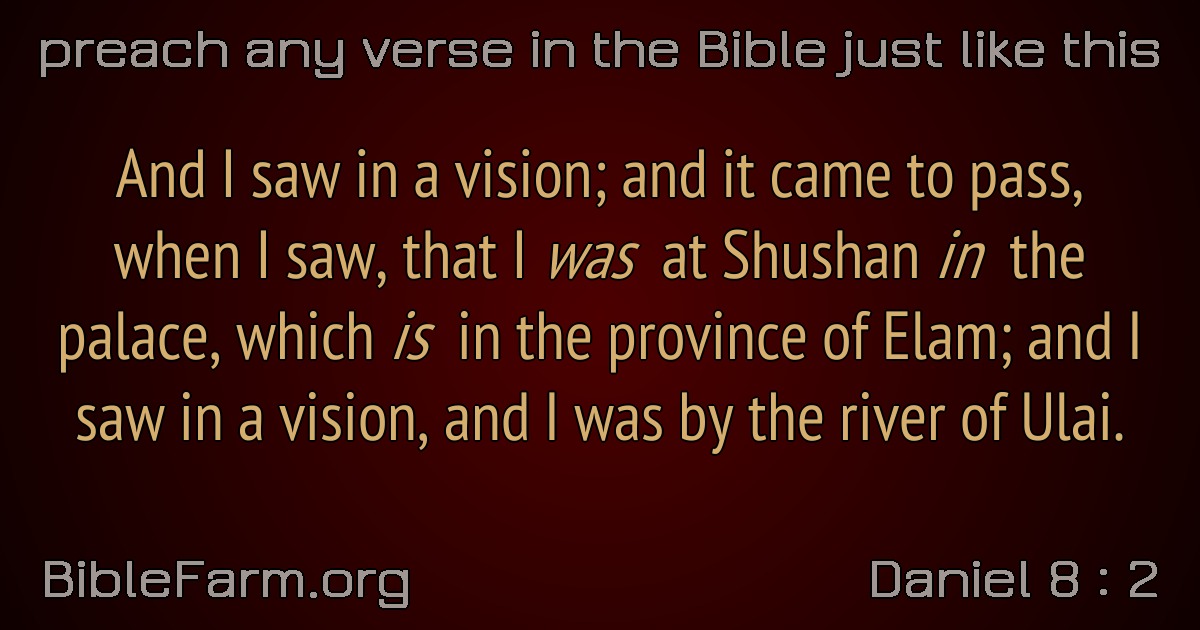 preach any verse in the Bible just like this
And I saw in a vision; and it came to pass,
when I saw, that I was at Shushan in the
palace, which is in the province of Elam; and I
saw in a vision, and I was by the river of Ulai.
BibleFarm.org
Daniel 8 : 2